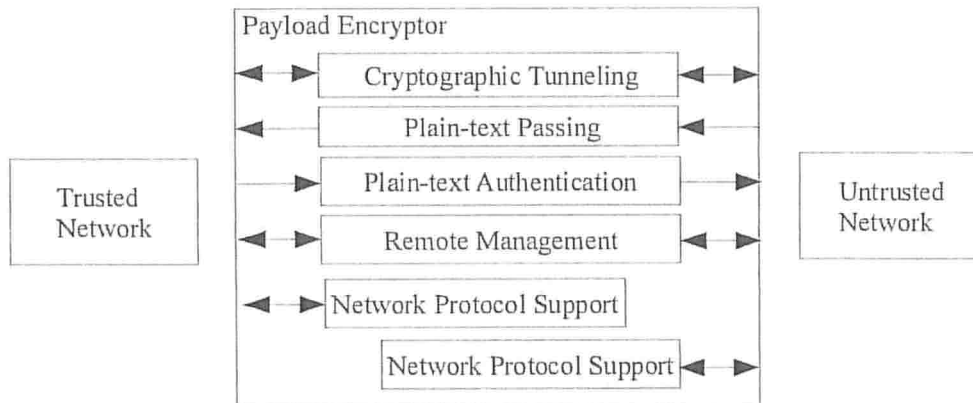 Payload Encryptor
Cryptographic Tunneling
Plain-text Passing
Plain-text Authentication
Remote Management
Network Protocol Support
Network Protocol Support
Trusted
Network
Untrusted
Network